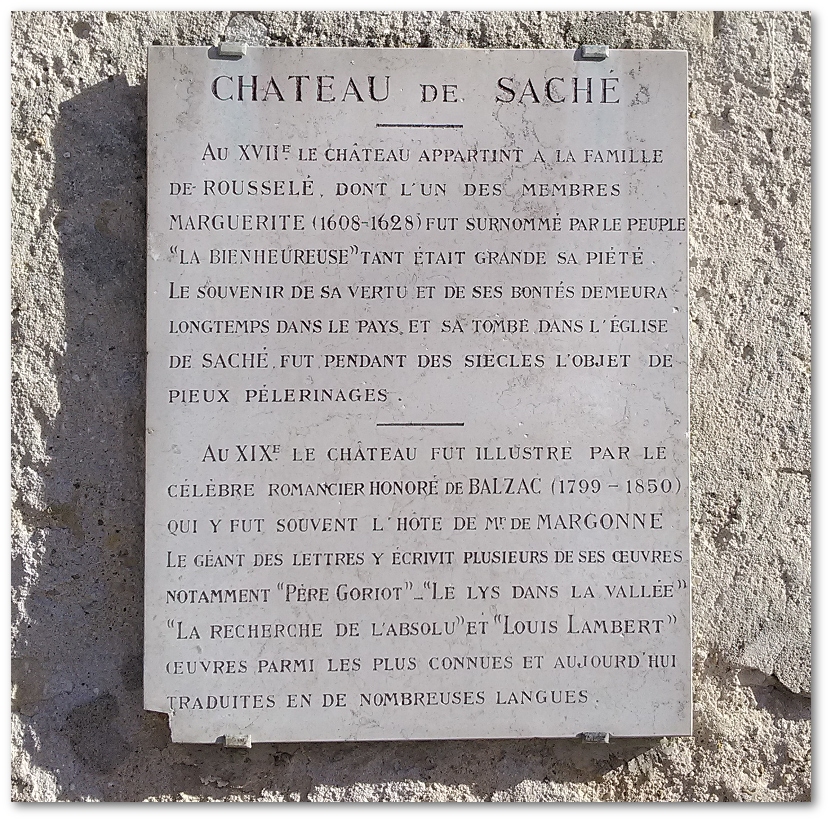 CHATEAU DE SACHÉ
AU XVIIE LE CHÂTEAU APPARTINT A LA FAMILLE
DE ROUSSELÉ, DONT L'UN DES MEMBRES
MARGUERITE (1608-1628) FUT SURNOMMÉ PAR LE PEUPLE
"LA BIENHEUREUSE" TANT ÉTAIT GRANDE SA PIÉTÉ.
LE SOUVENIR DE SA VERTU ET DE SES BONTÉS DEMEURA
LONGTEMPS DANS LE PAYS, ET SA TOMBE DANS L'ÉGLISE
DE SACHÉ, FUT PENDANT DES SIÈCLES L'OBJET DE
PIEUX PÉLERINAGES.
AU XIXE LE CHÂTEAU FUT ILLUSTRE PAR LE
CÉLÈBRE ROMANCIER HONORÉ DE BALZAC (1799-1850)
QUI Y FUT SOUVENT L'HÔTE DE MR DE MARGONNE
LE GÉANT DES LETTRES Y ÉCRIVIT PLUSIEURS DE SES ŒUVRES
NOTAMMENT "PÈRE GORIOT"_"LE LYS DANS LA VALLÉE"
"LA RECHERCHE DE L'ABSOLU" ET "LOUIS LAMBERT"
ŒUVRES PARMI LES PLUS CONNUES ET AUJOURD'HUI
TRADUITES EN DE NOMBREUSES LANGUES.